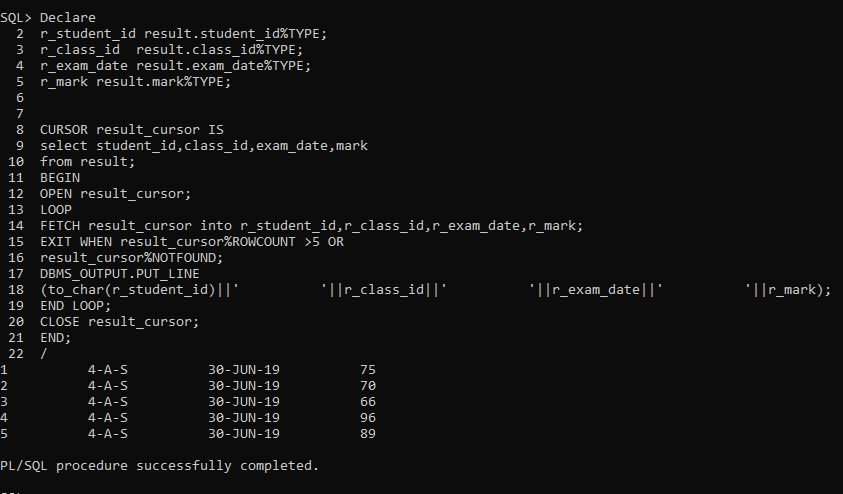 SQL> Declare
  2  r_student_id result.student_id%TYPE;
  3  r_class_id  result.class_id%TYPE;
  4  r_exam_date result.exam_date%TYPE;
  5  r_mark result.mark%TYPE;
  6
  7
  8  CURSOR result_cursor IS
  9  select student_id,class_id,exam_date,mark
 10  from result;
 11  BEGIN
 12  OPEN result_cursor;
 13  LOOP
 14  FETCH result_cursor into r_student_id,r_class_id,r_exam_date,r_mark;
 15  EXIT WHEN result_cursor%ROWCOUNT >5 OR
 16  result_cursor%NOTFOUND;
 17  DBMS_OUTPUT.PUT_LINE
 18  (to_char(r_student_id)||'          '||r_class_id||'          '||r_exam_date||'          '||r_mark);
 19  END LOOP;
 20  CLOSE result_cursor;
 21  END;
 22  /
1          4-A-S          30-JUN-19          75
2          4-A-S          30-JUN-19          70
3          4-A-S          30-JUN-19          66
4          4-A-S          30-JUN-19          96
5          4-A-S          30-JUN-19          89
PL/SQL procedure successfully completed.